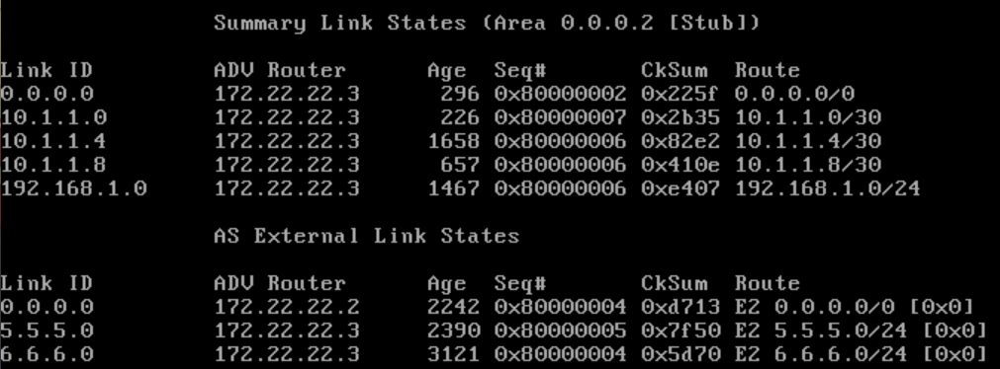 Summary Link States (Area 0.0.0.2 [Stub])
Link ID ADV Router Age Seq# CkSum Route
0.0.0.0 172.22.22.3 296 0x80000002 0x225f 0.0.0.0/0
10.1.1.0 172.22.22.3 226 0x80000007 0x2b35 10.1.1.0/30
10.1.1.4 172.22.22.3 1658 0x80000006 0x82e2 10.1.1.4/30
10.1.1.8 172.22.22.3 657 0x80000006 0x410e 10.1.1.8/30
192.168.1.0 172.22.22.3 1467 0x80000006 0xe407 192.168.1.0/24
AS External Link States
Link ID ADV Router Age Seq# CkSum Route
0.0.0.0 172.22.22.2 2242 0x80000004 0xd713 E2 0.0.0.0/0 [0x0]
5.5.5.0 172.22.22.3 2390 0x80000005 0x7f50 E2 5.5.5.0/24 [0x0]
6.6.6.0 172.22.22.3 3121 0x80000004 0x5d70 E2 6.6.6.0/24 [0x0]